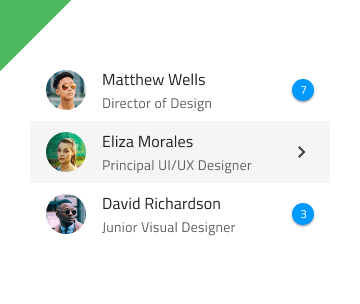 Matthew Wells
7
Director of Design
Eliza Morales
Principal UI/UX Designer
David Richardson
3
Junior Visual Designer